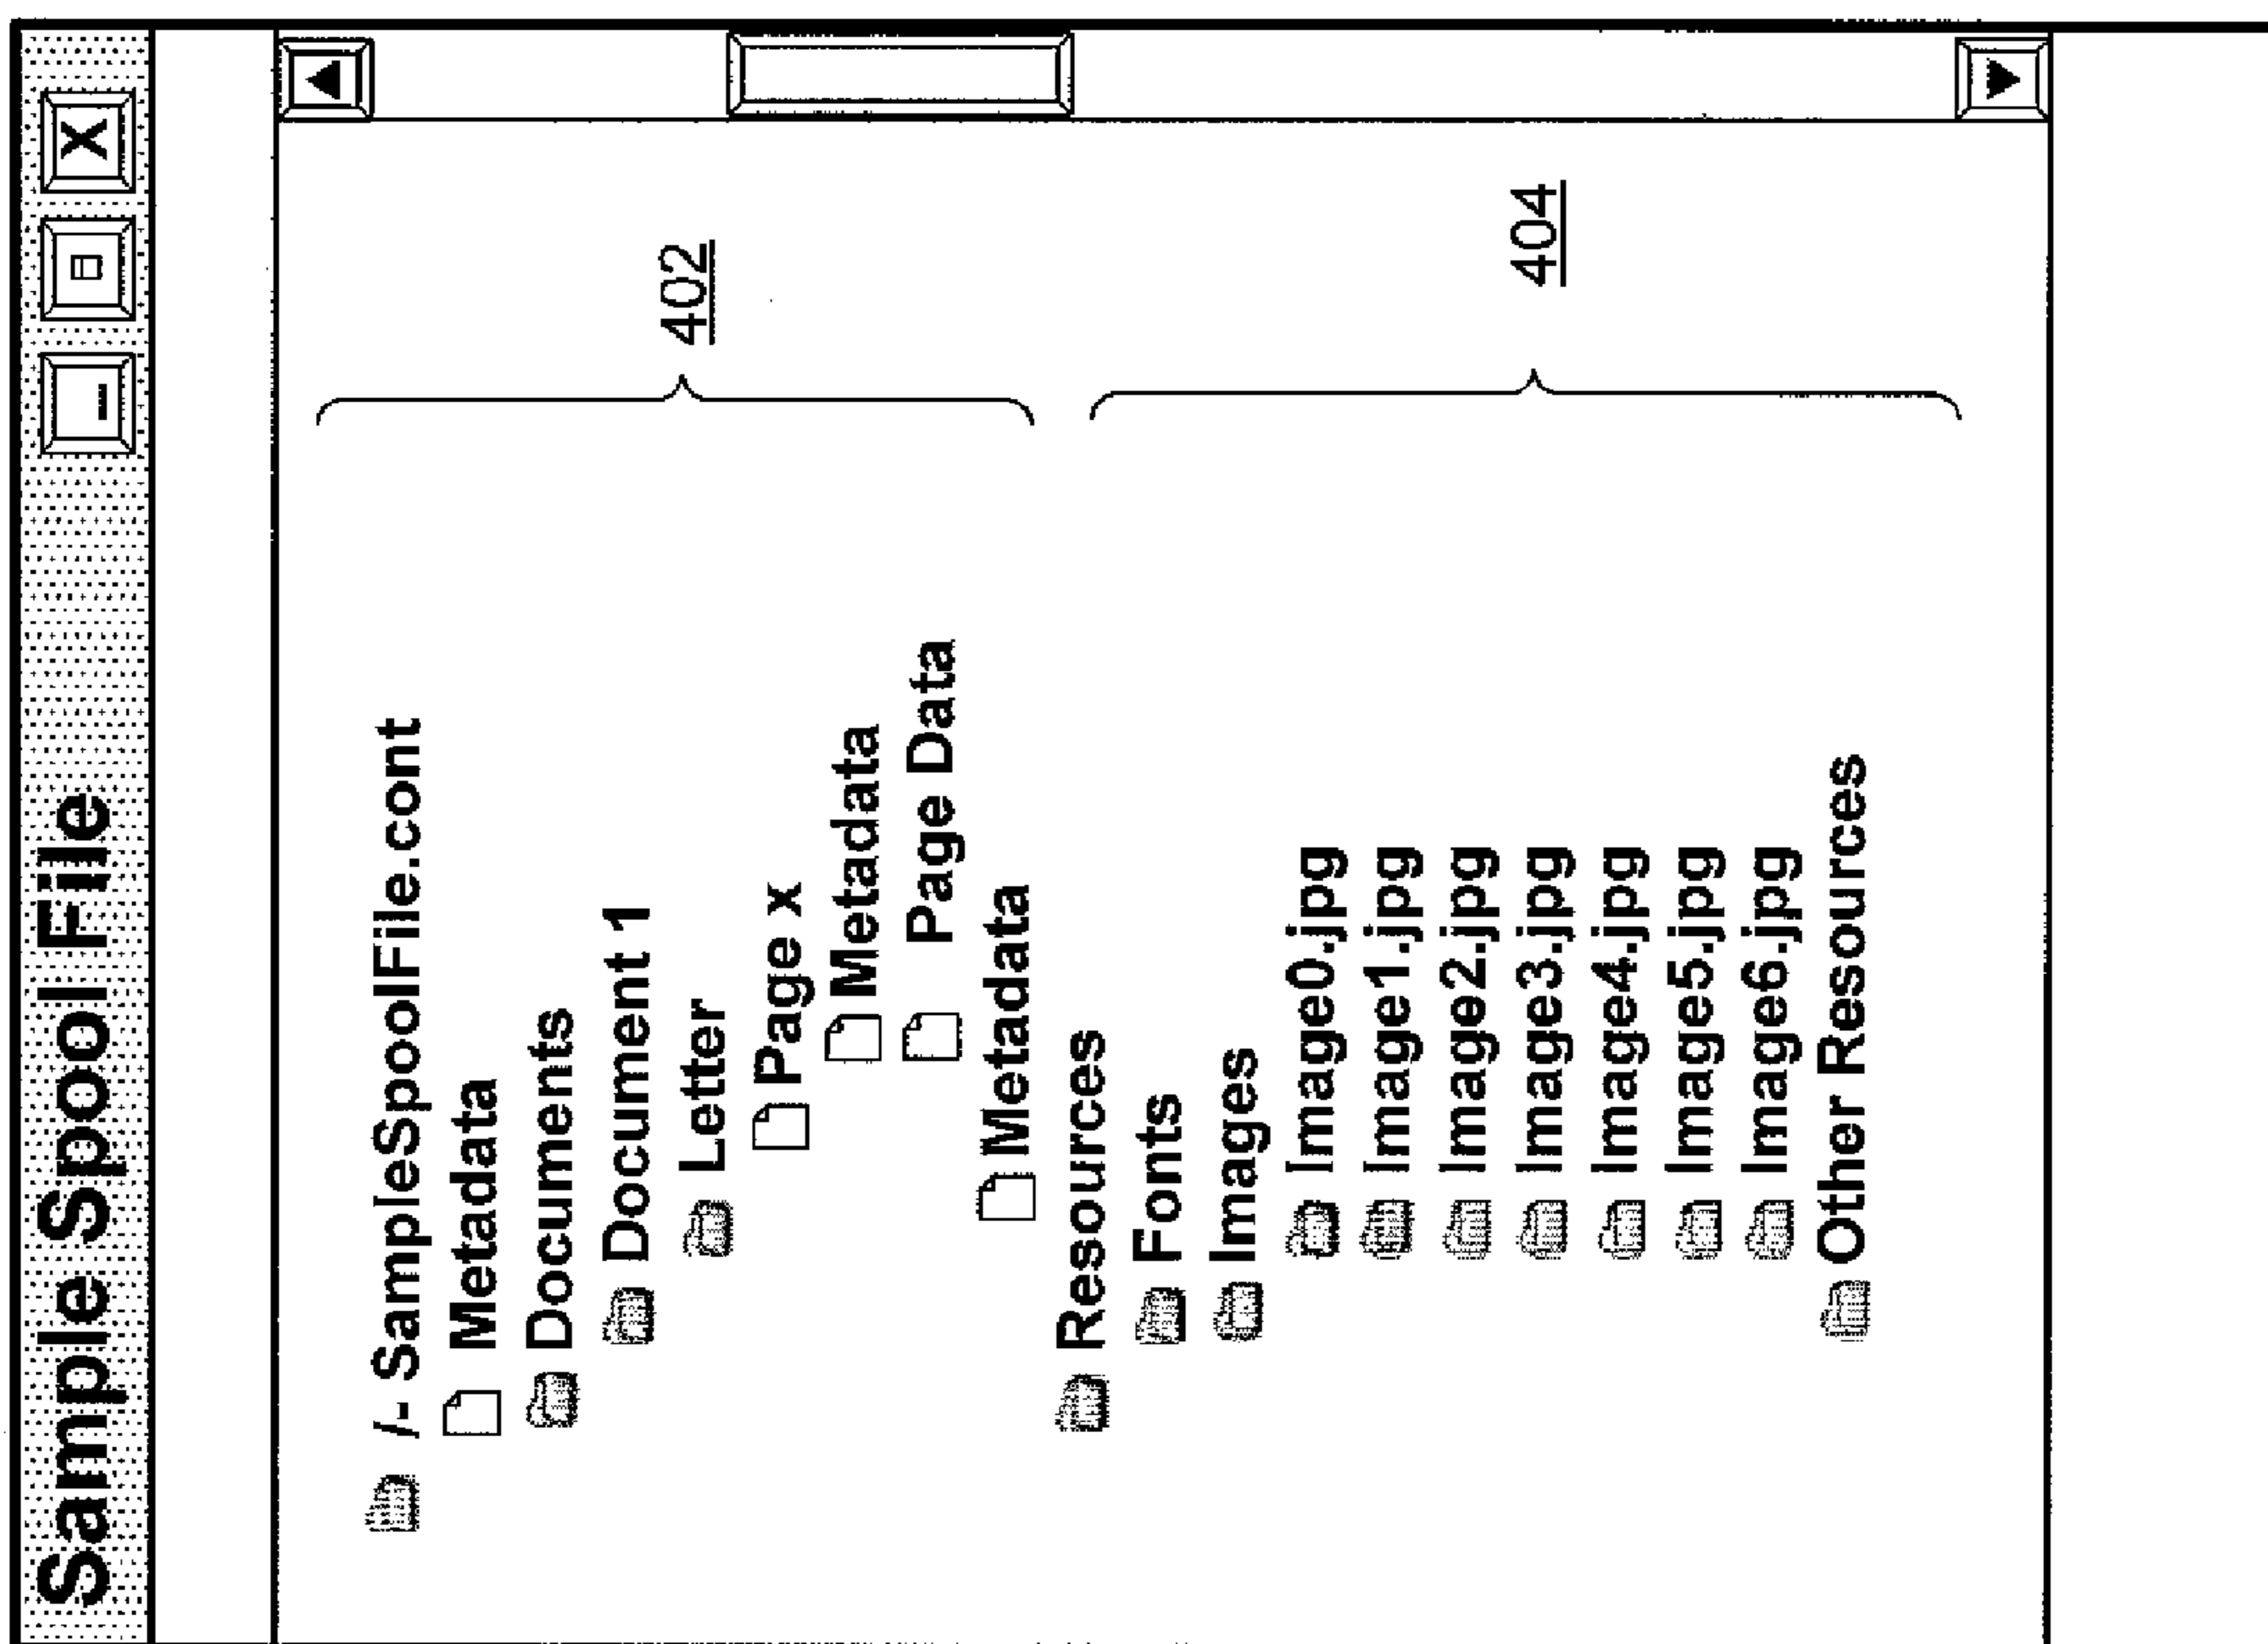 Sample Spool File
X
/- SampleSpoolFile.cont
Metadata
Documents
Document 1
Letter
Page x
Metadata
Page Data
Metadata
402
Resources
Fonts
Images
Image0.jpg
Image1.jpg
Image2.jpg
Image3.jpg
Image4.jpg
Image5.jpg
Image6.jpg
Other Resources
404